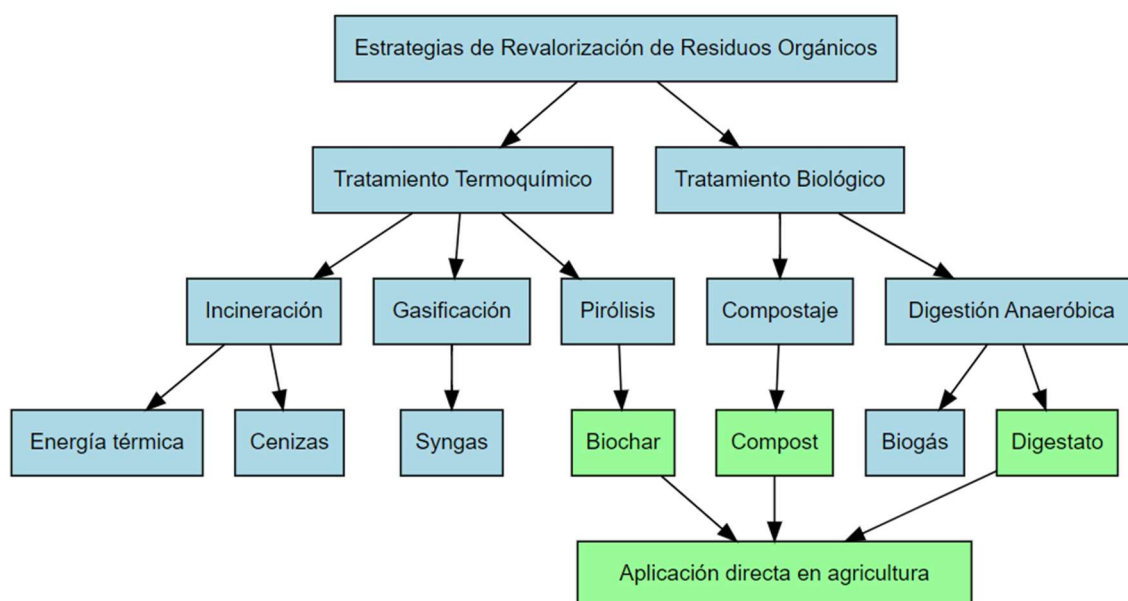 Estrategias de Revalorización de Residuos Orgánicos
Tratamiento Termoquímico
Tratamiento Biológico
Incineración
Gasificación
Pirólisis
Compostaje
Digestión Anaeróbica
Energía térmica
Cenizas
Syngas
Biochar
Compost
Biogás
Digestato
Aplicación directa en agricultura